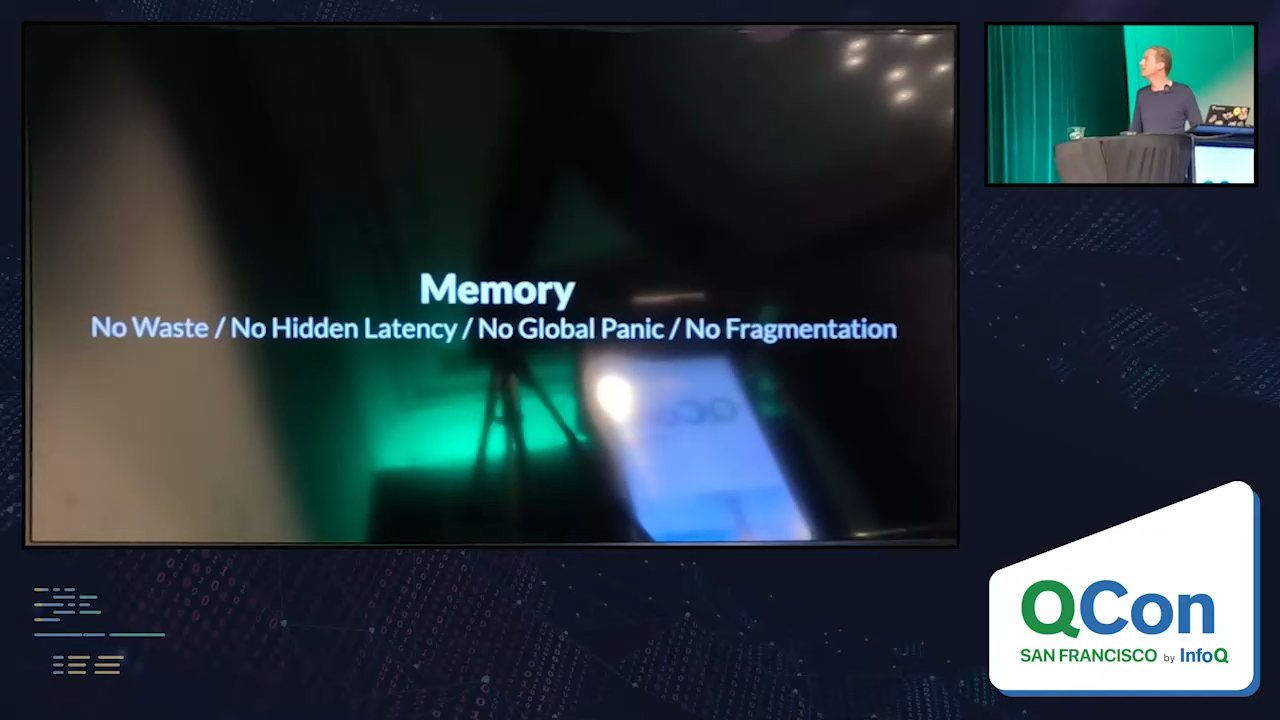 Memory
No Waste / No Hidden Latency / No Global Panic / No Fragmentation
QCon
SAN FRANCISCO by InfoQ